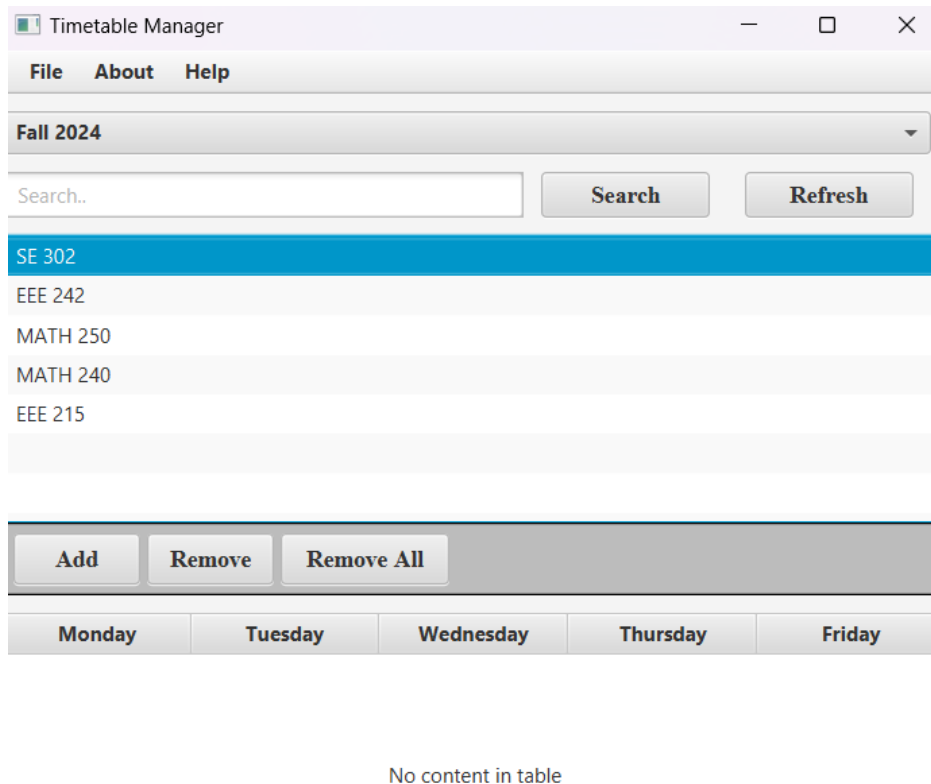 Timetable Manager
File About Help
Fall 2024
Search.. Search Refresh
SE 302
EEE 242
MATH 250
MATH 240
EEE 215
Add Remove Remove All
Monday Tuesday Wednesday Thursday Friday
No content in table